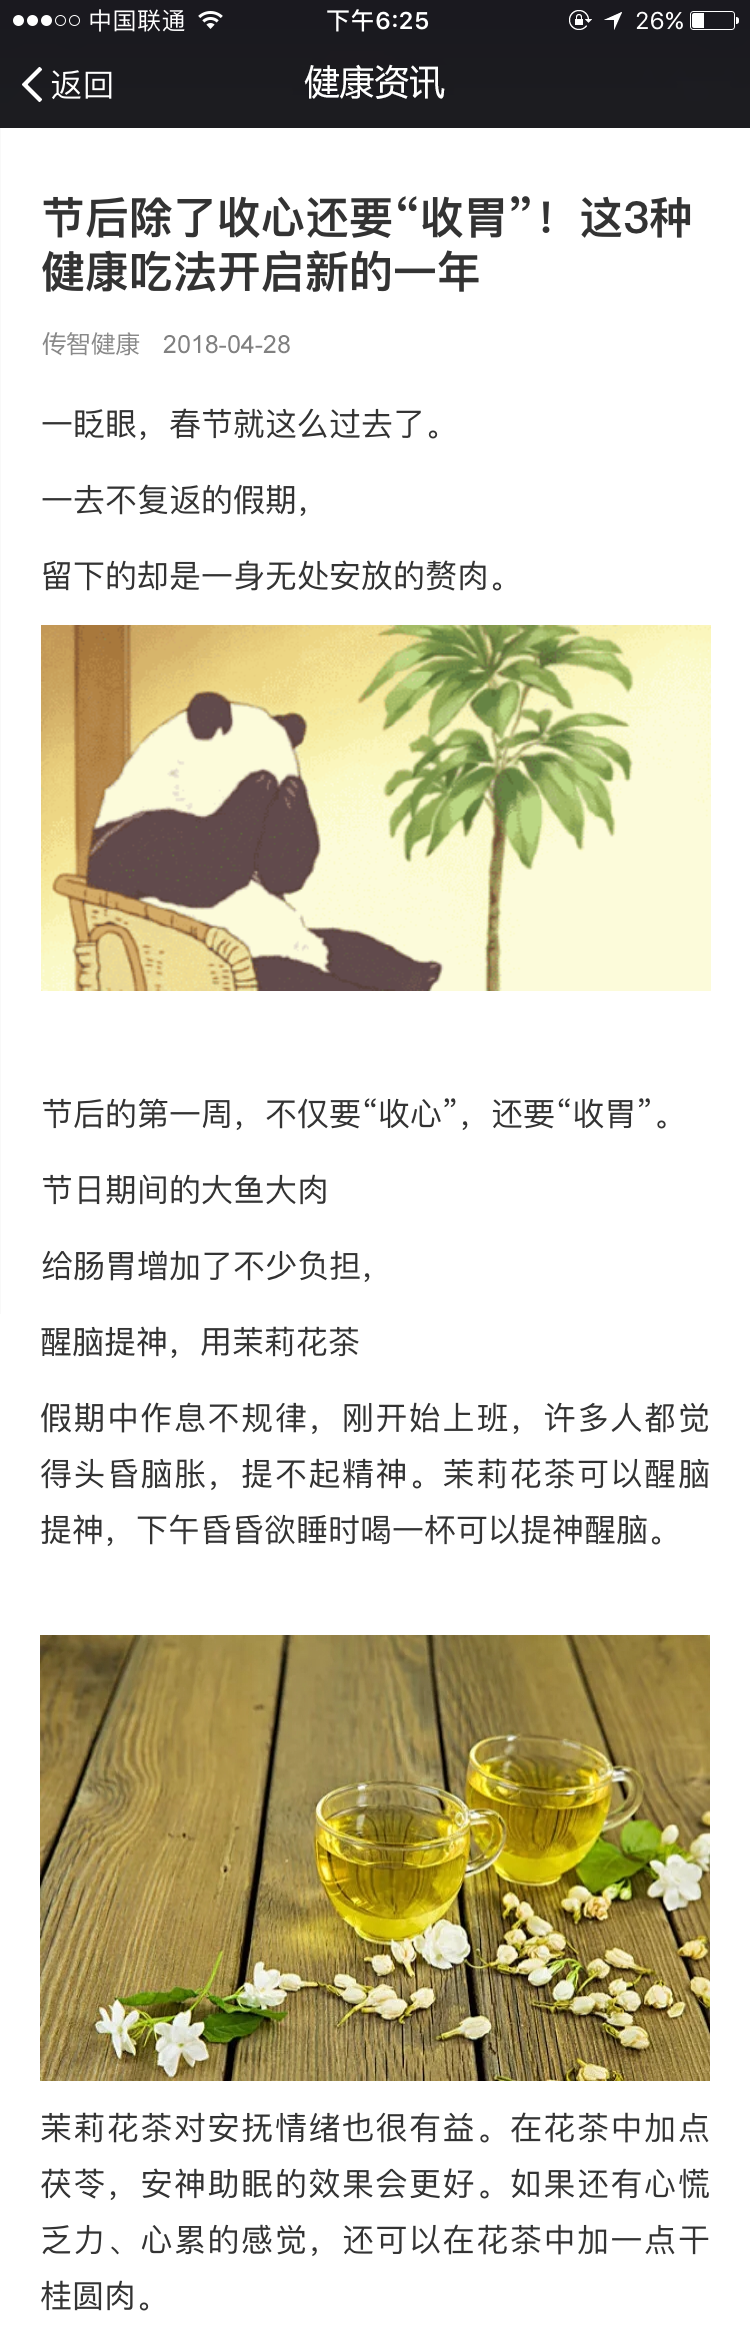 中国联通 下午6:25 26%
返回 健康资讯
节后除了收心还要“收胃”！这3种
健康吃法开启新的一年
传智健康 2018-04-28
一眨眼，春节就这么过去了。
一去不复返的假期，
留下的却是一身无处安放的赘肉。
节后的第一周，不仅要“收心”，还要“收胃”。
节日期间的大鱼大肉
给肠胃增加了不少负担，
醒脑提神，用茉莉花茶
假期中作息不规律，刚开始上班，许多人都觉
得头昏脑胀，提不起精神。茉莉花茶可以醒脑
提神，下午昏昏欲睡时喝一杯可以提神醒脑。
茉莉花茶对安抚情绪也很有益。在花茶中加点
茯苓，安神助眠的效果会更好。如果还有心慌
乏力、心累的感觉，还可以在花茶中加一点干
桂圆肉。